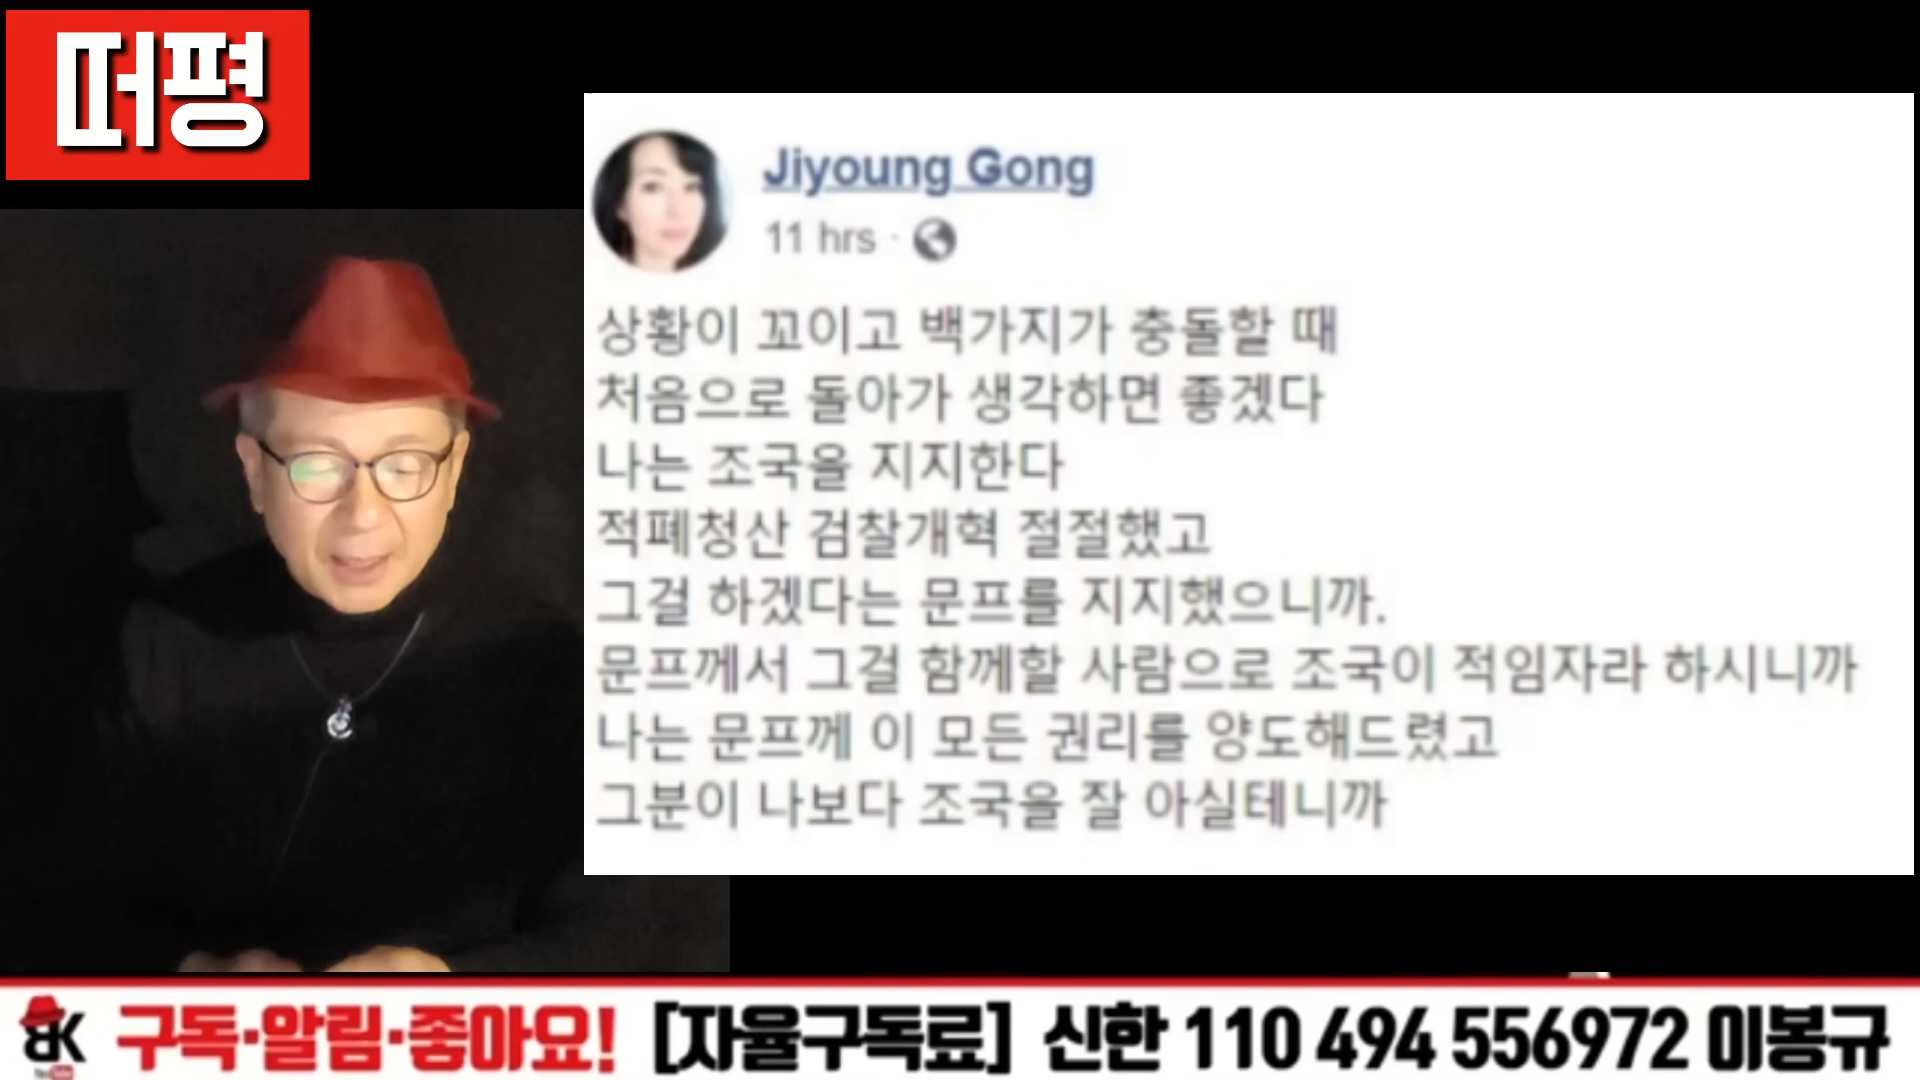 떠평
Jiyoung Gong
11 hrs ·
상황이 꼬이고 백가지가 충돌할 때
처음으로 돌아가 생각하면 좋겠다
나는 조국을 지지한다
적폐청산 검찰개혁 절절했고
그걸 하겠다는 문프를 지지했으니까.
문프께서 그걸 함께할 사람으로 조국이 적임자라 하시니까
나는 문프께 이 모든 권리를 양도해드렸고
그분이 나보다 조국을 잘 아실테니까
BK 구독·알림·좋아요! [자율구독료] 신한 110 494 556972 이봉규
YouTube